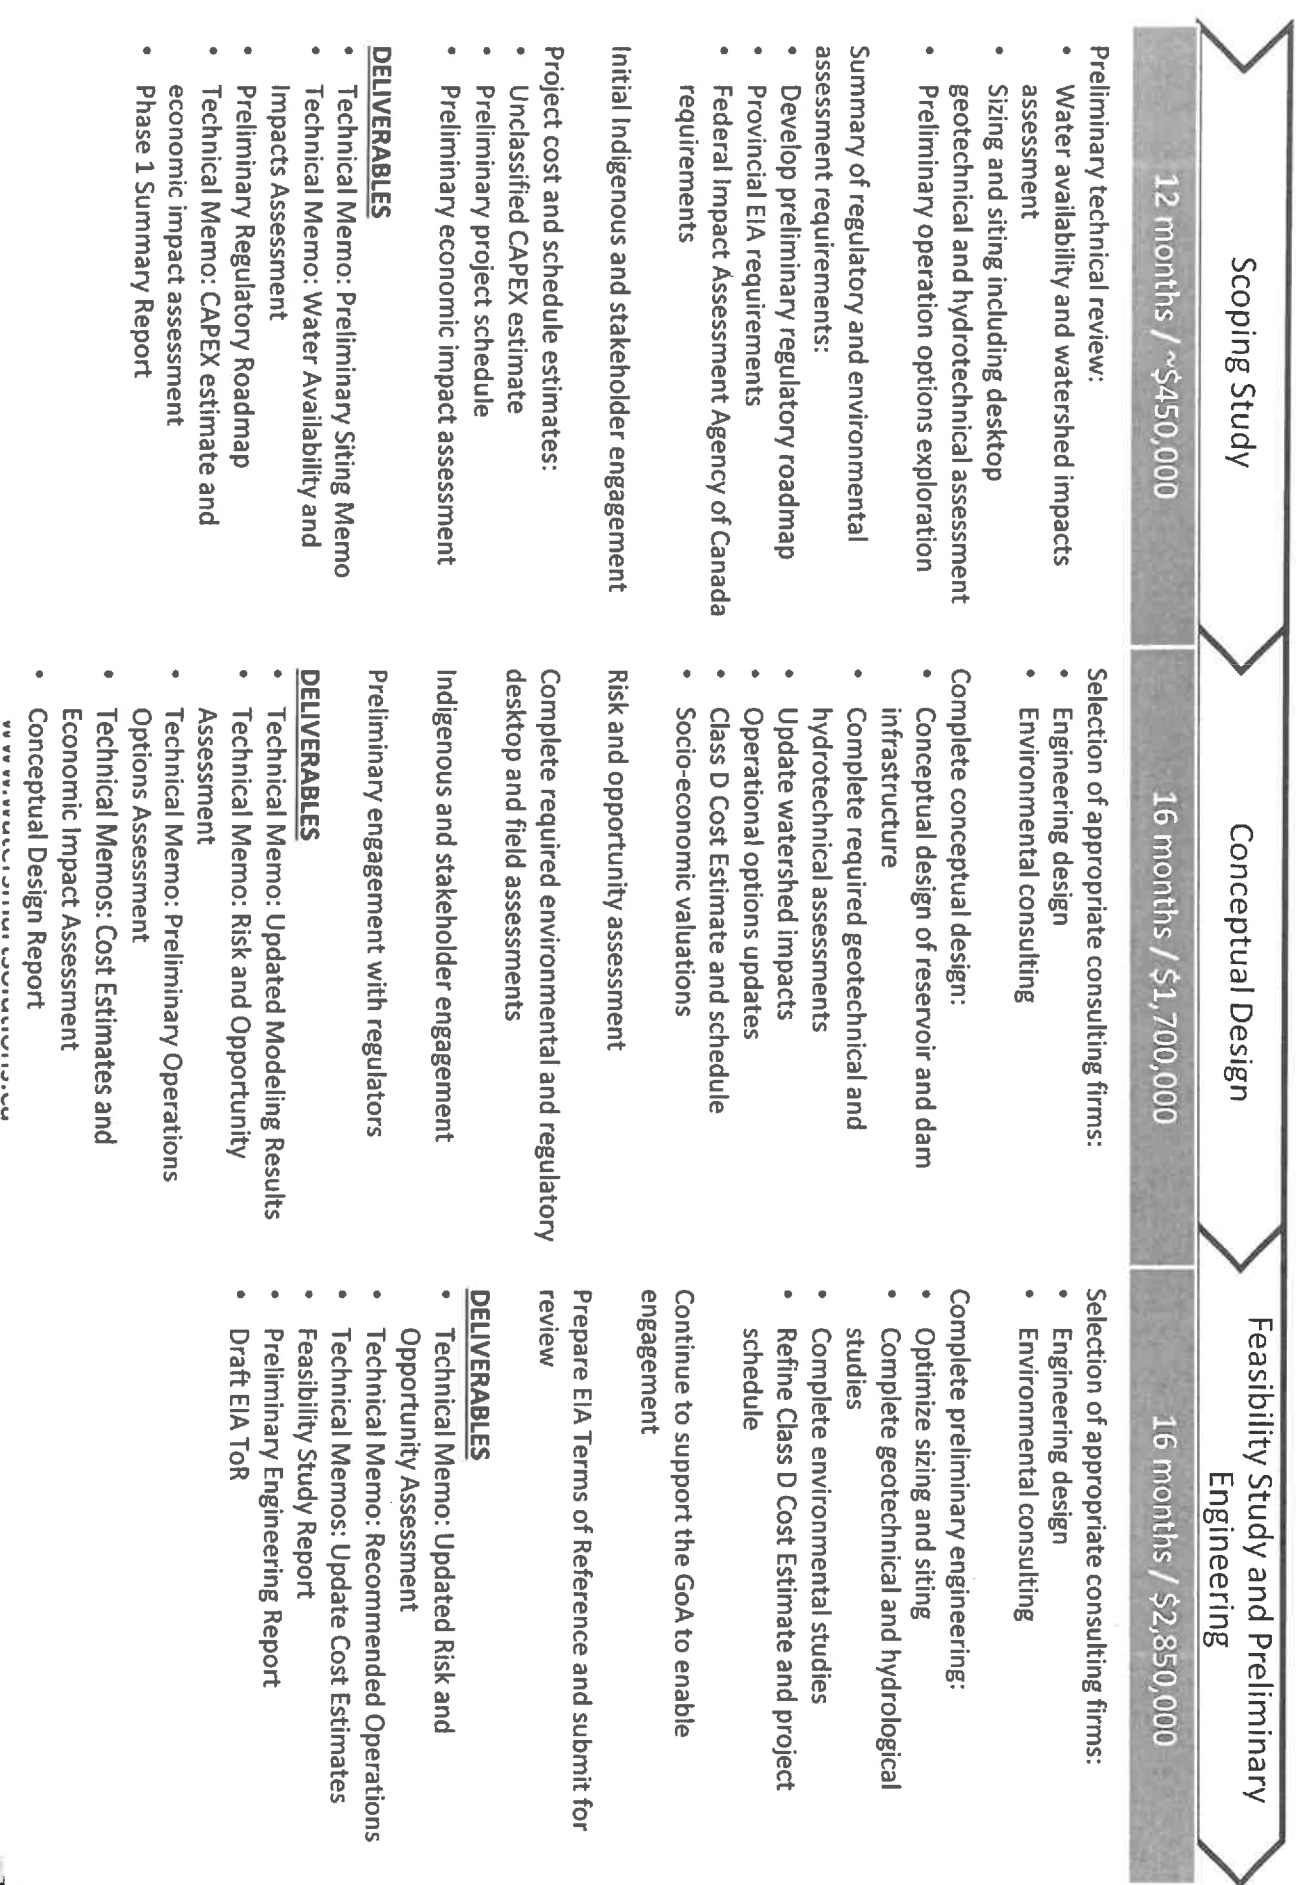 Scoping Study
12 months / ~$450,000
Preliminary technical review:
• Water availability and watershed impacts
assessment
• Sizing and siting including desktop
geotechnical and hydrotechnical assessment
• Preliminary operation options exploration
Summary of regulatory and environmental
assessment requirements:
• Develop preliminary regulatory roadmap
• Provincial EIA requirements
• Federal Impact Assessment Agency of Canada
requirements
Initial Indigenous and stakeholder engagement
Project cost and schedule estimates:
• Unclassified CAPEX estimate
• Preliminary project schedule
• Preliminary economic impact assessment
DELIVERABLES
• Technical Memo: Preliminary Siting Memo
• Technical Memo: Water Availability and
Impacts Assessment
• Preliminary Regulatory Roadmap
• Technical Memo: CAPEX estimate and
economic impact assessment
• Phase 1 Summary Report
Conceptual Design
16 months / $1,700,000
Selection of appropriate consulting firms:
• Engineering design
• Environmental consulting
Complete conceptual design:
• Conceptual design of reservoir and dam
infrastructure
• Complete required geotechnical and
hydrotechnical assessments
• Update watershed impacts
• Operational options updates
• Class D Cost Estimate and schedule
• Socio-economic valuations
Risk and opportunity assessment
Complete required environmental and regulatory
desktop and field assessments
Indigenous and stakeholder engagement
Preliminary engagement with regulators
DELIVERABLES
• Technical Memo: Updated Modeling Results
• Technical Memo: Risk and Opportunity
Assessment
• Technical Memo: Preliminary Operations
Options Assessment
• Technical Memos: Cost Estimates and
Economic Impact Assessment
• Conceptual Design Report
Feasibility Study and Preliminary
Engineering
16 months / $2,850,000
Selection of appropriate consulting firms:
• Engineering design
• Environmental consulting
Complete preliminary engineering:
• Optimize sizing and siting
• Complete geotechnical and hydrological
studies
• Complete environmental studies
• Refine Class D Cost Estimate and project
schedule
Continue to support the GoA to enable
engagement
Prepare EIA Terms of Reference and submit for
review
DELIVERABLES
• Technical Memo: Updated Risk and
Opportunity Assessment
• Technical Memo: Recommended Operations
• Technical Memos: Update Cost Estimates
• Feasibility Study Report
• Preliminary Engineering Report
• Draft EIA ToR